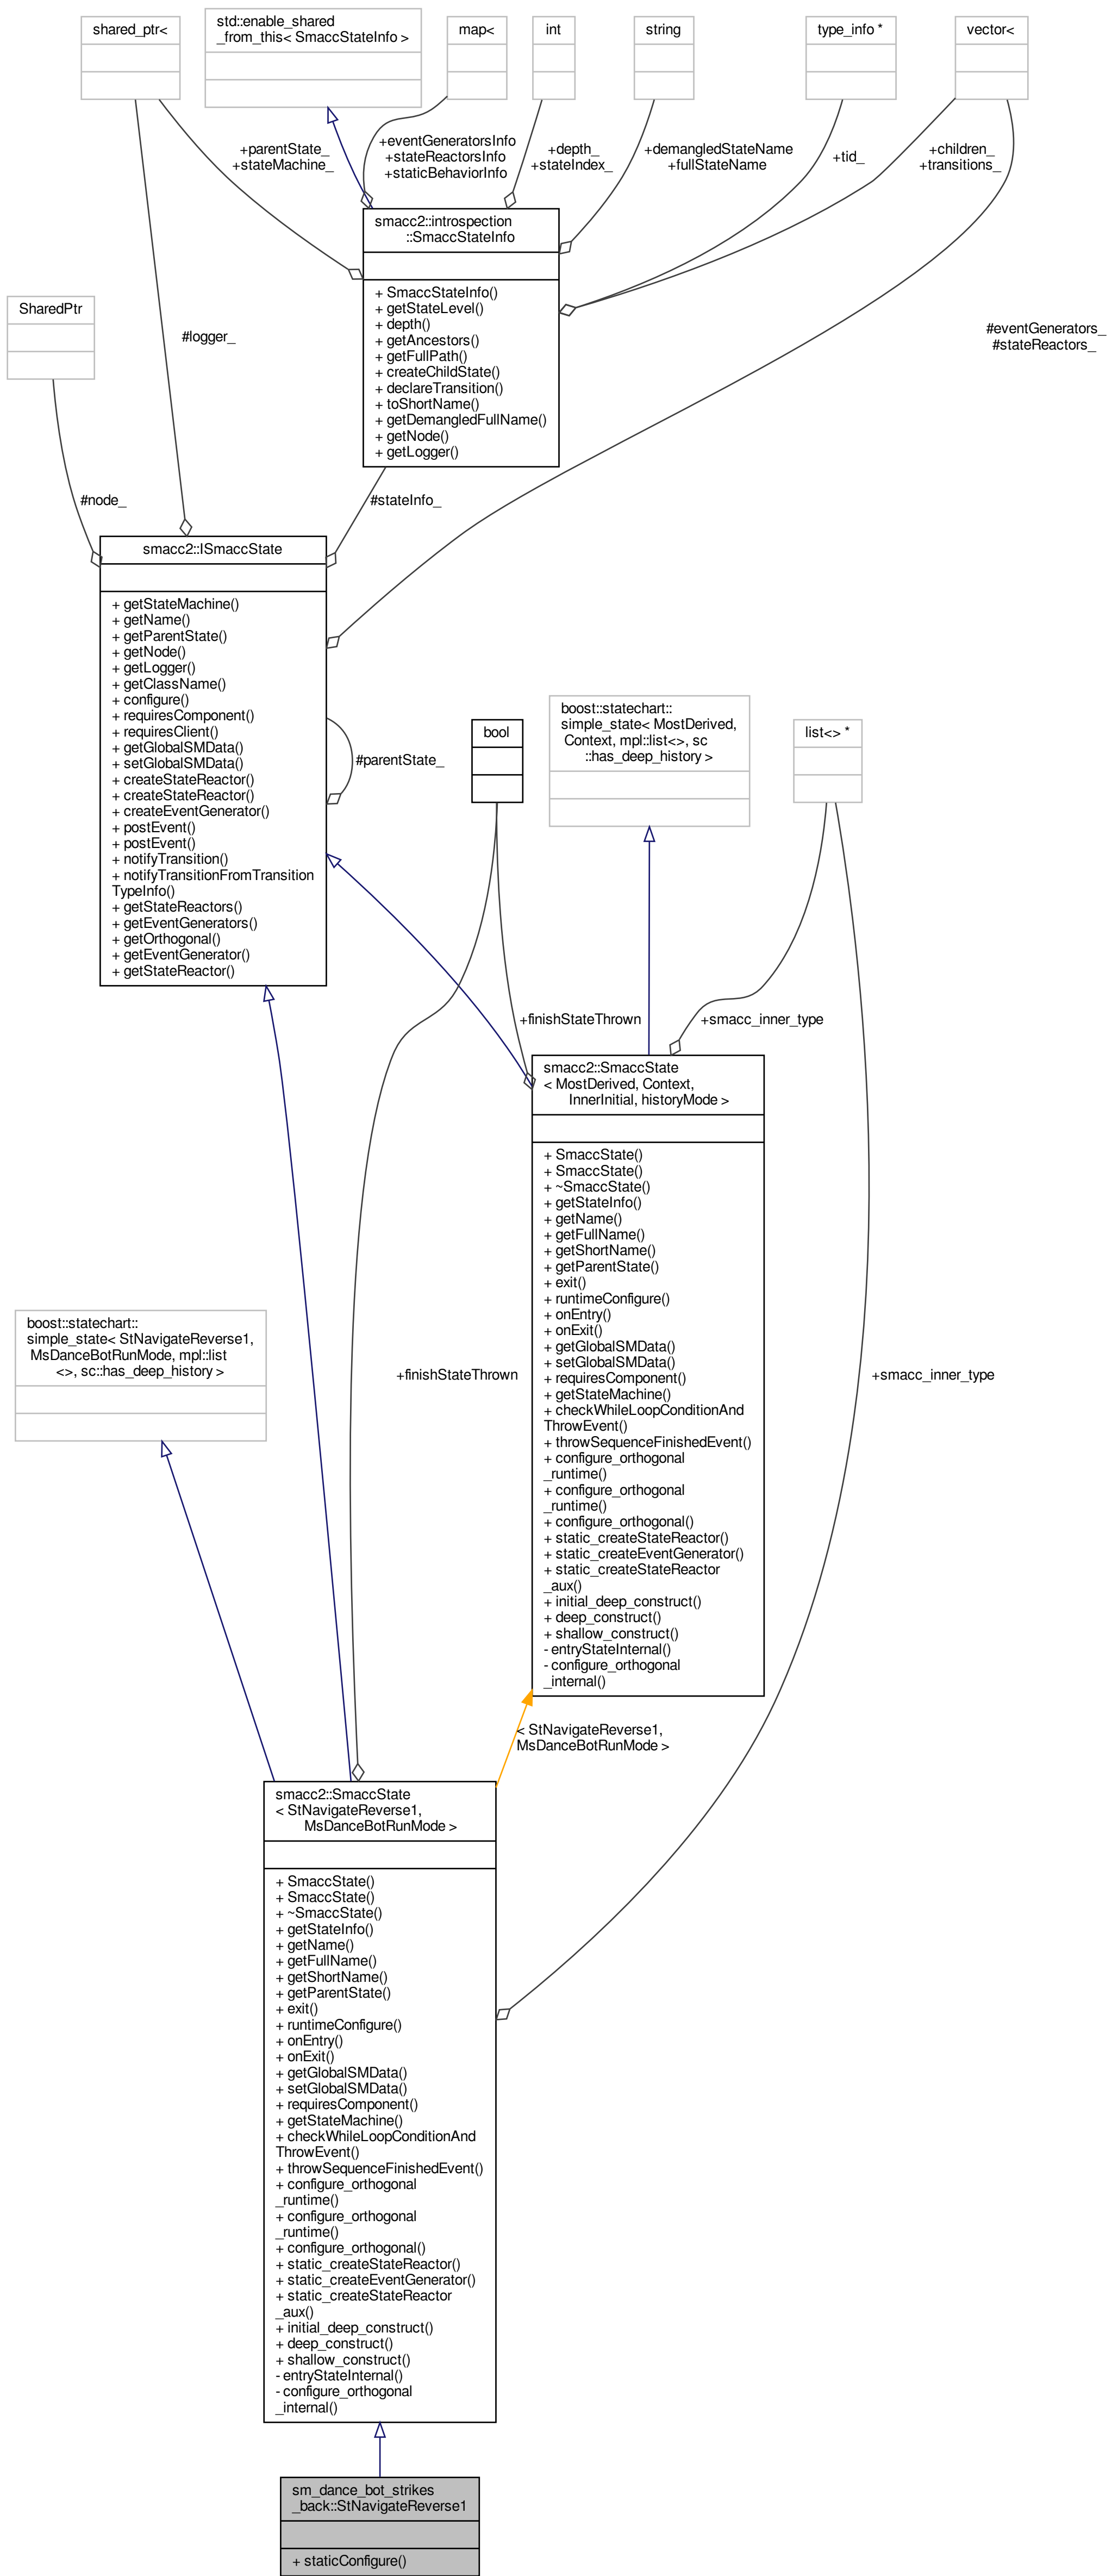 shared_ptr<
std::enable_shared
_from_this< SmaccStateInfo >
map<
int
string
type_info *
vector<
+parentState_
+stateMachine_
+eventGeneratorsInfo
+stateReactorsInfo
+staticBehaviorInfo
+depth_
+stateIndex_
+demangledStateName
+fullStateName
+tid_
+children_
+transitions_
smacc2::introspection
::SmaccStateInfo
+ SmaccStateInfo()
+ getStateLevel()
+ depth()
+ getAncestors()
+ getFullPath()
+ createChildState()
+ declareTransition()
+ toShortName()
+ getDemangledFullName()
+ getNode()
+ getLogger()
SharedPtr
#logger_
#eventGenerators_
#stateReactors_
#node_
#stateInfo_
smacc2::ISmaccState
+ getStateMachine()
+ getName()
+ getParentState()
+ getNode()
+ getLogger()
+ getClassName()
+ configure()
+ requiresComponent()
+ requiresClient()
+ getGlobalSMData()
+ setGlobalSMData()
+ createStateReactor()
+ createStateReactor()
+ createEventGenerator()
+ postEvent()
+ postEvent()
+ notifyTransition()
+ notifyTransitionFromTransition
TypeInfo()
+ getStateReactors()
+ getEventGenerators()
+ getOrthogonal()
+ getEventGenerator()
+ getStateReactor()
#parentState_
bool
boost::statechart::
simple_state< MostDerived,
Context, mpl::list<>, sc
::has_deep_history >
list<> *
+finishStateThrown
+smacc_inner_type
smacc2::SmaccState
< MostDerived, Context,
InnerInitial, historyMode >
+ SmaccState()
+ SmaccState()
+ ~SmaccState()
+ getStateInfo()
+ getName()
+ getFullName()
+ getShortName()
+ getParentState()
+ exit()
+ runtimeConfigure()
+ onEntry()
+ onExit()
+ getGlobalSMData()
+ setGlobalSMData()
+ requiresComponent()
+ getStateMachine()
+ checkWhileLoopConditionAnd
ThrowEvent()
+ throwSequenceFinishedEvent()
+ configure_orthogonal
_runtime()
+ configure_orthogonal
_runtime()
+ configure_orthogonal()
+ static_createStateReactor()
+ static_createEventGenerator()
+ static_createStateReactor
_aux()
+ initial_deep_construct()
+ deep_construct()
+ shallow_construct()
- entryStateInternal()
- configure_orthogonal
_internal()
boost::statechart::
simple_state< StNavigateReverse1,
MsDanceBotRunMode, mpl::list
<>, sc::has_deep_history >
+finishStateThrown
+smacc_inner_type
< StNavigateReverse1,
MsDanceBotRunMode >
smacc2::SmaccState
< StNavigateReverse1,
MsDanceBotRunMode >
+ SmaccState()
+ SmaccState()
+ ~SmaccState()
+ getStateInfo()
+ getName()
+ getFullName()
+ getShortName()
+ getParentState()
+ exit()
+ runtimeConfigure()
+ onEntry()
+ onExit()
+ getGlobalSMData()
+ setGlobalSMData()
+ requiresComponent()
+ getStateMachine()
+ checkWhileLoopConditionAnd
ThrowEvent()
+ throwSequenceFinishedEvent()
+ configure_orthogonal
_runtime()
+ configure_orthogonal
_runtime()
+ configure_orthogonal()
+ static_createStateReactor()
+ static_createEventGenerator()
+ static_createStateReactor
_aux()
+ initial_deep_construct()
+ deep_construct()
+ shallow_construct()
- entryStateInternal()
- configure_orthogonal
_internal()
sm_dance_bot_strikes
_back::StNavigateReverse1
+ staticConfigure()